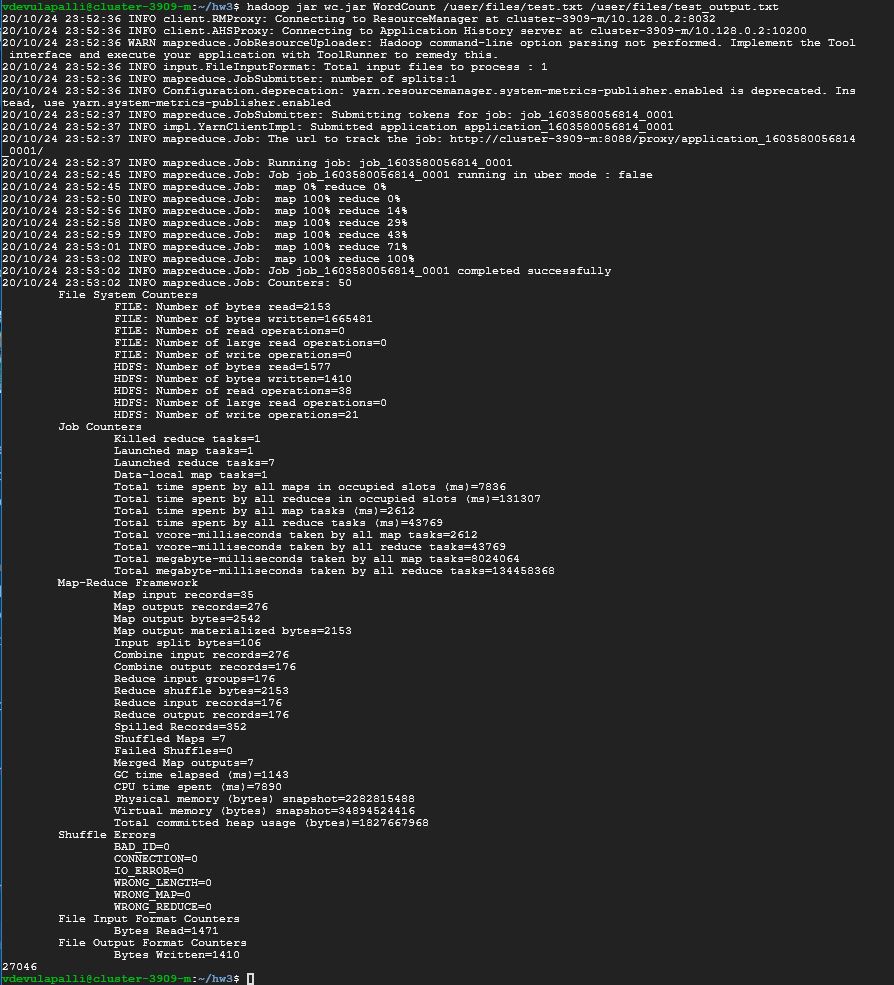 vdevulapalli@cluster-3909-m:~/hw3$ hadoop jar wc.jar WordCount /user/files/test.txt /user/files/test_output.txt
20/10/24 23:52:36 INFO client.RMProxy: Connecting to ResourceManager at cluster-3909-m/10.128.0.2:8032
20/10/24 23:52:36 INFO client.AHSProxy: Connecting to Application History server at cluster-3909-m/10.128.0.2:10200
20/10/24 23:52:36 WARN mapreduce.JobResourceUploader: Hadoop command-line option parsing not performed. Implement the Tool
interface and execute your application with ToolRunner to remedy this.
20/10/24 23:52:36 INFO input.FileInputFormat: Total input files to process : 1
20/10/24 23:52:36 INFO mapreduce.JobSubmitter: number of splits:1
20/10/24 23:52:36 INFO Configuration.deprecation: yarn.resourcemanager.system-metrics-publisher.enabled is deprecated. Ins
tead, use yarn.system-metrics-publisher.enabled
20/10/24 23:52:37 INFO mapreduce.JobSubmitter: Submitting tokens for job: job_1603580056814_0001
20/10/24 23:52:37 INFO impl.YarnClientImpl: Submitted application application_1603580056814_0001
20/10/24 23:52:37 INFO mapreduce.Job: The url to track the job: http://cluster-3909-m:8088/proxy/application_1603580056814
_0001/
20/10/24 23:52:37 INFO mapreduce.Job: Running job: job_1603580056814_0001
20/10/24 23:52:45 INFO mapreduce.Job: Job job_1603580056814_0001 running in uber mode : false
20/10/24 23:52:45 INFO mapreduce.Job:  map 0% reduce 0%
20/10/24 23:52:50 INFO mapreduce.Job:  map 100% reduce 0%
20/10/24 23:52:56 INFO mapreduce.Job:  map 100% reduce 14%
20/10/24 23:52:58 INFO mapreduce.Job:  map 100% reduce 29%
20/10/24 23:52:59 INFO mapreduce.Job:  map 100% reduce 43%
20/10/24 23:53:01 INFO mapreduce.Job:  map 100% reduce 71%
20/10/24 23:53:02 INFO mapreduce.Job:  map 100% reduce 100%
20/10/24 23:53:02 INFO mapreduce.Job: Job job_1603580056814_0001 completed successfully
20/10/24 23:53:02 INFO mapreduce.Job: Counters: 50
File System Counters
FILE: Number of bytes read=2153
FILE: Number of bytes written=1665481
FILE: Number of read operations=0
FILE: Number of large read operations=0
FILE: Number of write operations=0
HDFS: Number of bytes read=1577
HDFS: Number of bytes written=1410
HDFS: Number of read operations=38
HDFS: Number of large read operations=0
HDFS: Number of write operations=21
Job Counters
Killed reduce tasks=1
Launched map tasks=1
Launched reduce tasks=7
Data-local map tasks=1
Total time spent by all maps in occupied slots (ms)=7836
Total time spent by all reduces in occupied slots (ms)=131307
Total time spent by all map tasks (ms)=2612
Total time spent by all reduce tasks (ms)=43769
Total vcore-milliseconds taken by all map tasks=2612
Total vcore-milliseconds taken by all reduce tasks=43769
Total megabyte-milliseconds taken by all map tasks=8024064
Total megabyte-milliseconds taken by all reduce tasks=134458368
Map-Reduce Framework
Map input records=35
Map output records=276
Map output bytes=2542
Map output materialized bytes=2153
Input split bytes=106
Combine input records=276
Combine output records=176
Reduce input groups=176
Reduce shuffle bytes=2153
Reduce input records=176
Reduce output records=176
Spilled Records=352
Shuffled Maps =7
Failed Shuffles=0
Merged Map outputs=7
GC time elapsed (ms)=1143
CPU time spent (ms)=7890
Physical memory (bytes) snapshot=2282815488
Virtual memory (bytes) snapshot=34894524416
Total committed heap usage (bytes)=1827667968
Shuffle Errors
BAD_ID=0
CONNECTION=0
IO_ERROR=0
WRONG_LENGTH=0
WRONG_MAP=0
WRONG_REDUCE=0
File Input Format Counters
Bytes Read=1471
File Output Format Counters
Bytes Written=1410
27046
vdevulapalli@cluster-3909-m:~/hw3$